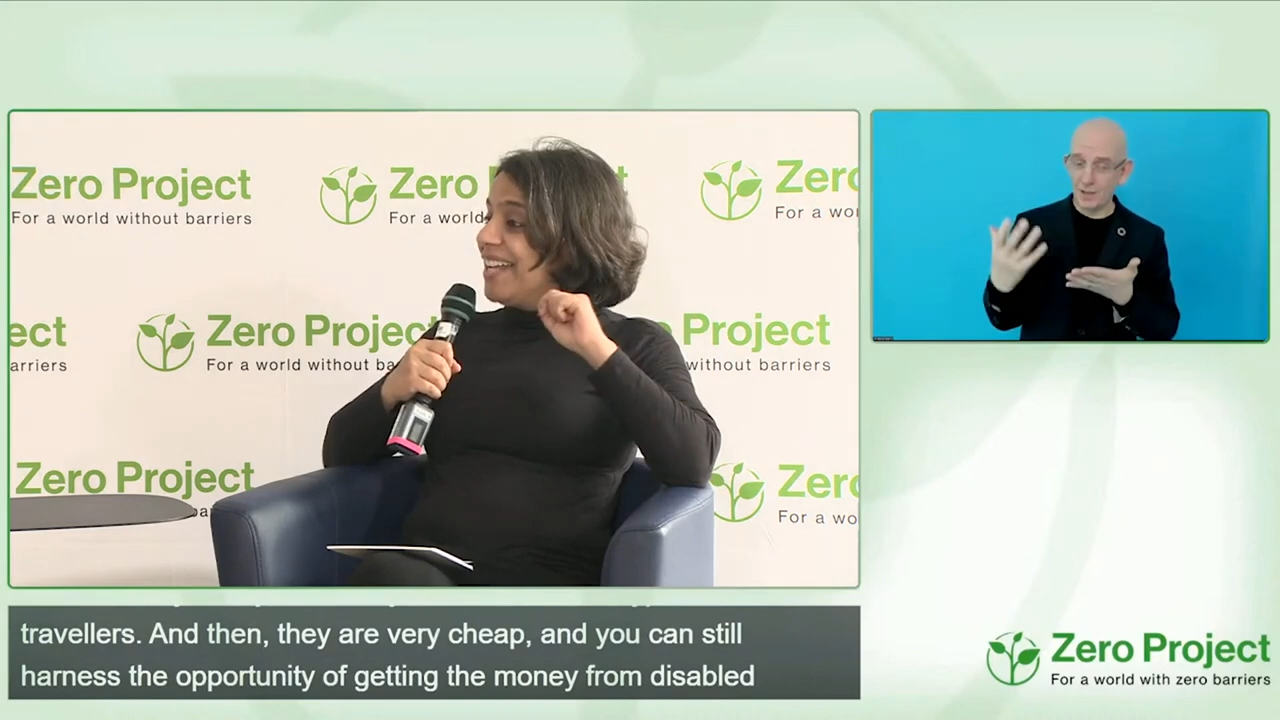 Zero Project
For a world without barriers
Zero
For a world
Zero
For a wo
ect
arriers
Zero Project
For a world without ba
Project
without barriers
Zero Project
Zero
For a wo
travellers. And then, they are very cheap, and you can still
harness the opportunity of getting the money from disabled
Zero Project
For a world with zero barriers